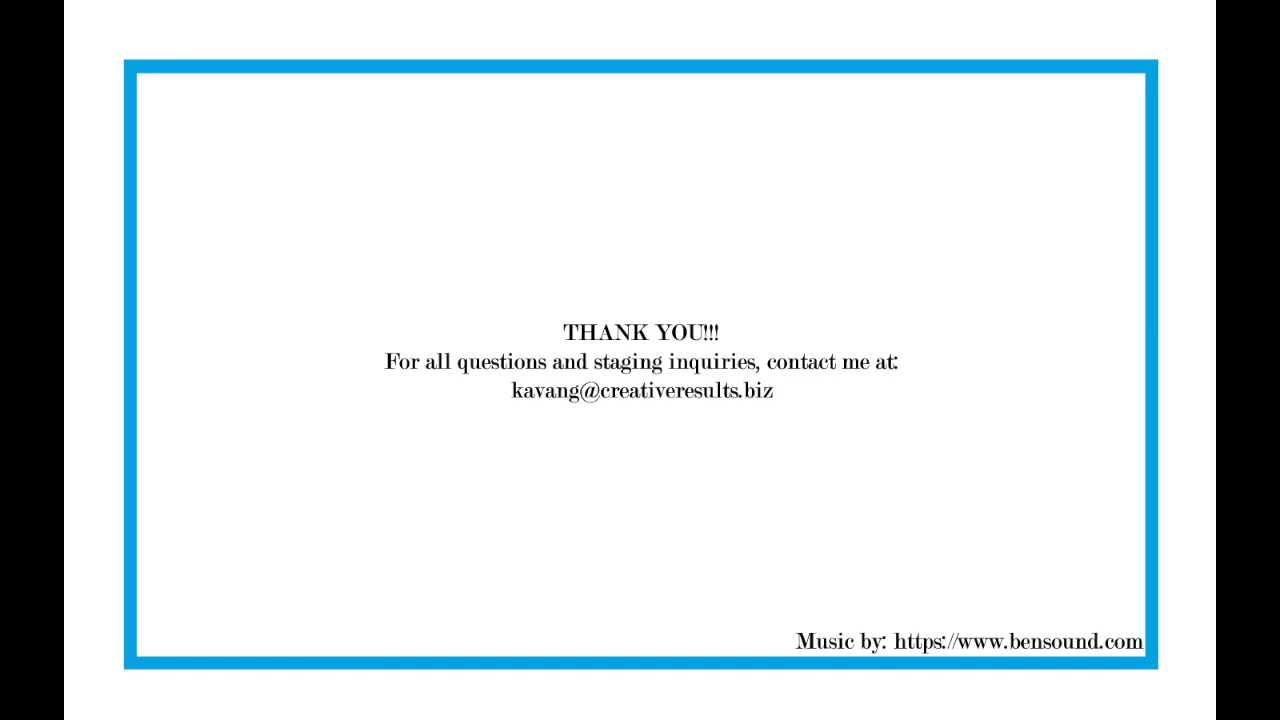 THANK YOU!!!
For all questions and staging inquiries, contact me at:
kavang@creativeresults.biz
Music by: https://www.bensound.com